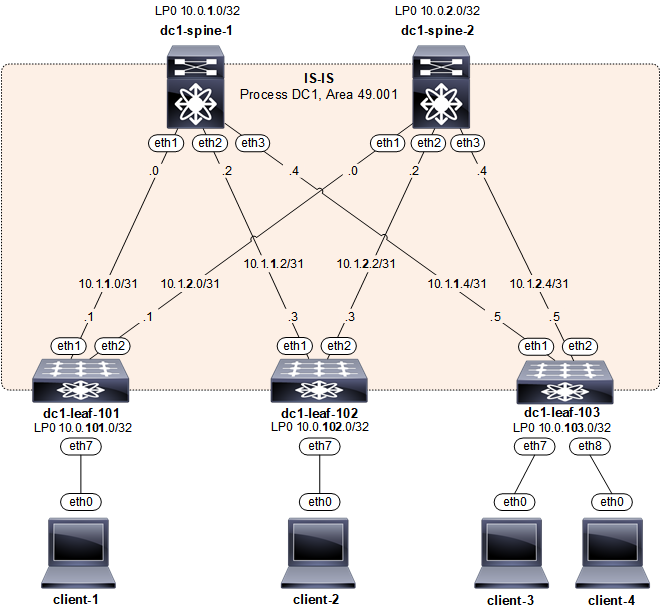 LP0 10.0.1.0/32
dc1-spine-1
LP0 10.0.2.0/32
dc1-spine-2
IS-IS
Process DC1, Area 49.001
eth1
eth2
eth3
eth1
eth2
eth3
.0
.2
.4
.0
.2
.4
10.1.1.0/31
10.1.2.0/31
10.1.1.2/31
10.1.2.2/31
10.1.1.4/31
10.1.2.4/31
.1
.1
.3
.3
.5
.5
eth1
eth2
eth1
eth2
eth1
eth2
dc1-leaf-101
LP0 10.0.101.0/32
dc1-leaf-102
LP0 10.0.102.0/32
dc1-leaf-103
LP0 10.0.103.0/32
eth7
eth7
eth7
eth8
eth0
eth0
eth0
eth0
client-1
client-2
client-3
client-4